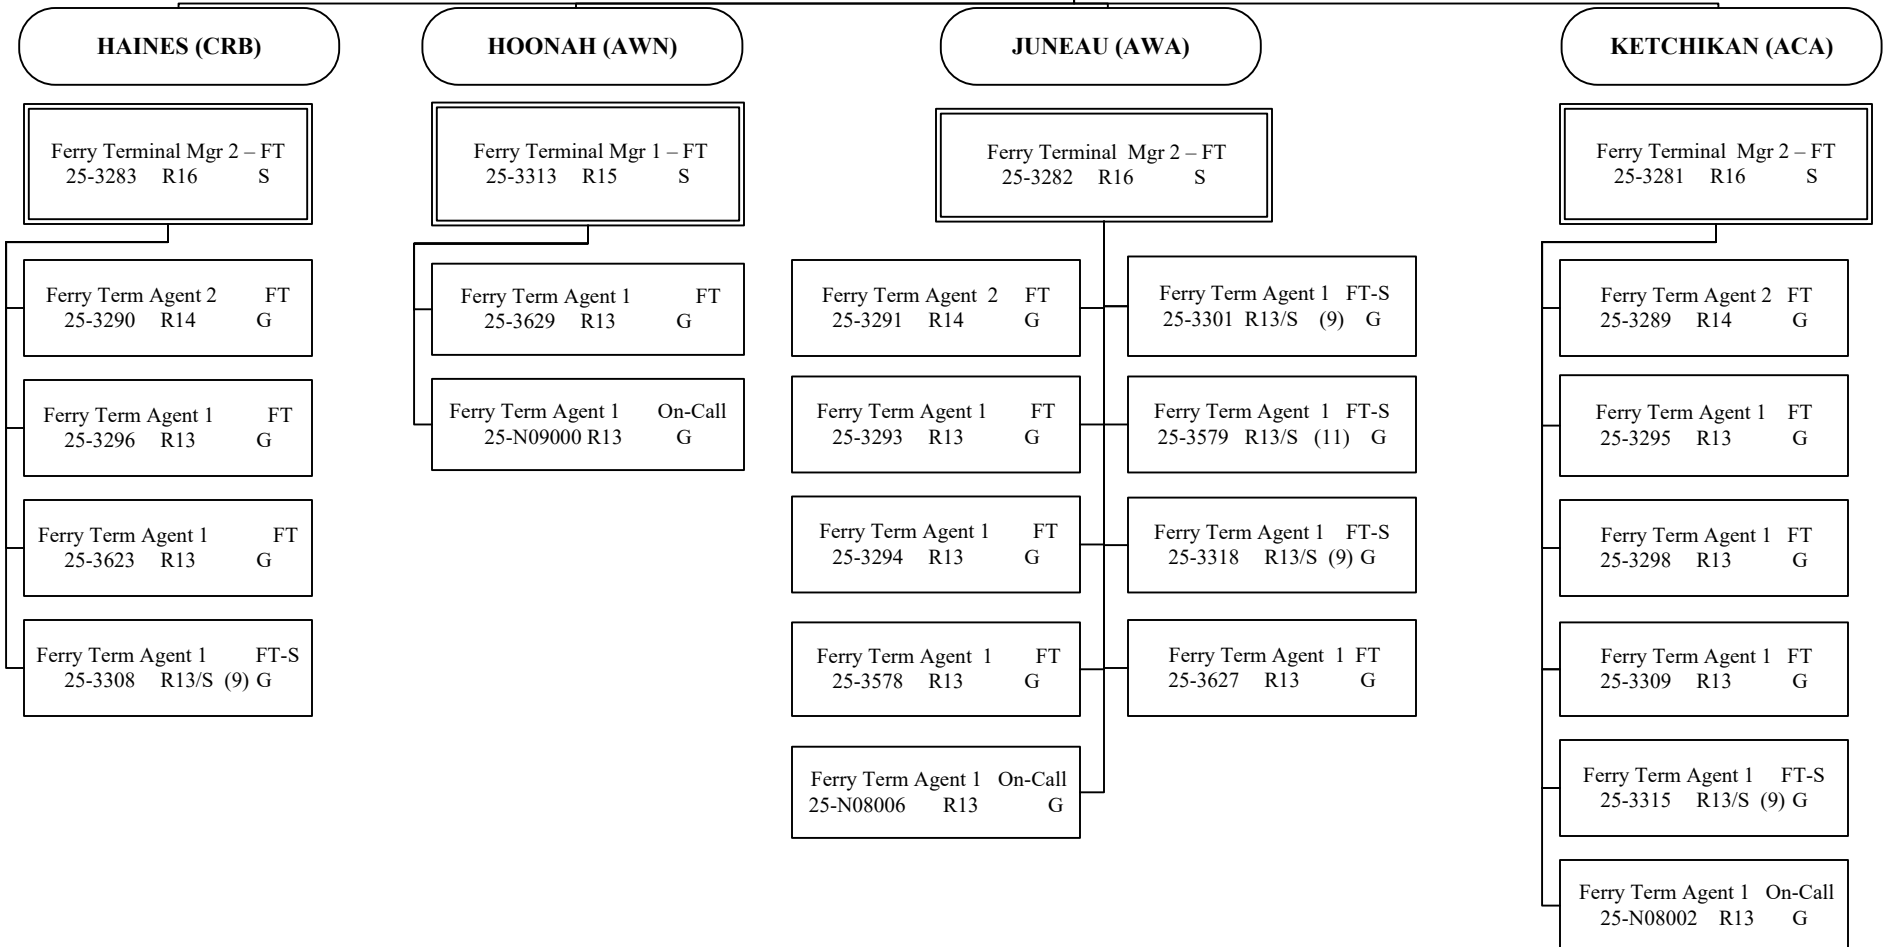 HAINES (CRB)
Ferry Terminal Mgr 2 – FT
25-3283 R16 S
Ferry Term Agent 2 FT
25-3290 R14 G
Ferry Term Agent 1 FT
25-3296 R13 G
Ferry Term Agent 1 FT
25-3623 R13 G
Ferry Term Agent 1 FT-S
25-3308 R13/S (9) G
HOONAH (AWN)
Ferry Terminal Mgr 1 – FT
25-3313 R15 S
Ferry Term Agent 1 FT
25-3629 R13 G
Ferry Term Agent 1 On-Call
25-N09000 R13 G
JUNEAU (AWA)
Ferry Terminal Mgr 2 – FT
25-3282 R16 S
Ferry Term Agent 2 FT
25-3291 R14 G
Ferry Term Agent 1 FT
25-3293 R13 G
Ferry Term Agent 1 FT
25-3294 R13 G
Ferry Term Agent 1 FT
25-3578 R13 G
Ferry Term Agent 1 On-Call
25-N08006 R13 G
Ferry Term Agent 1 FT-S
25-3301 R13/S (9) G
Ferry Term Agent 1 FT-S
25-3579 R13/S (11) G
Ferry Term Agent 1 FT-S
25-3318 R13/S (9) G
Ferry Term Agent 1 FT
25-3627 R13 G
KETCHIKAN (ACA)
Ferry Terminal Mgr 2 – FT
25-3281 R16 S
Ferry Term Agent 2 FT
25-3289 R14 G
Ferry Term Agent 1 FT
25-3295 R13 G
Ferry Term Agent 1 FT
25-3298 R13 G
Ferry Term Agent 1 FT
25-3309 R13 G
Ferry Term Agent 1 FT-S
25-3315 R13/S (9) G
Ferry Term Agent 1 On-Call
25-N08002 R13 G